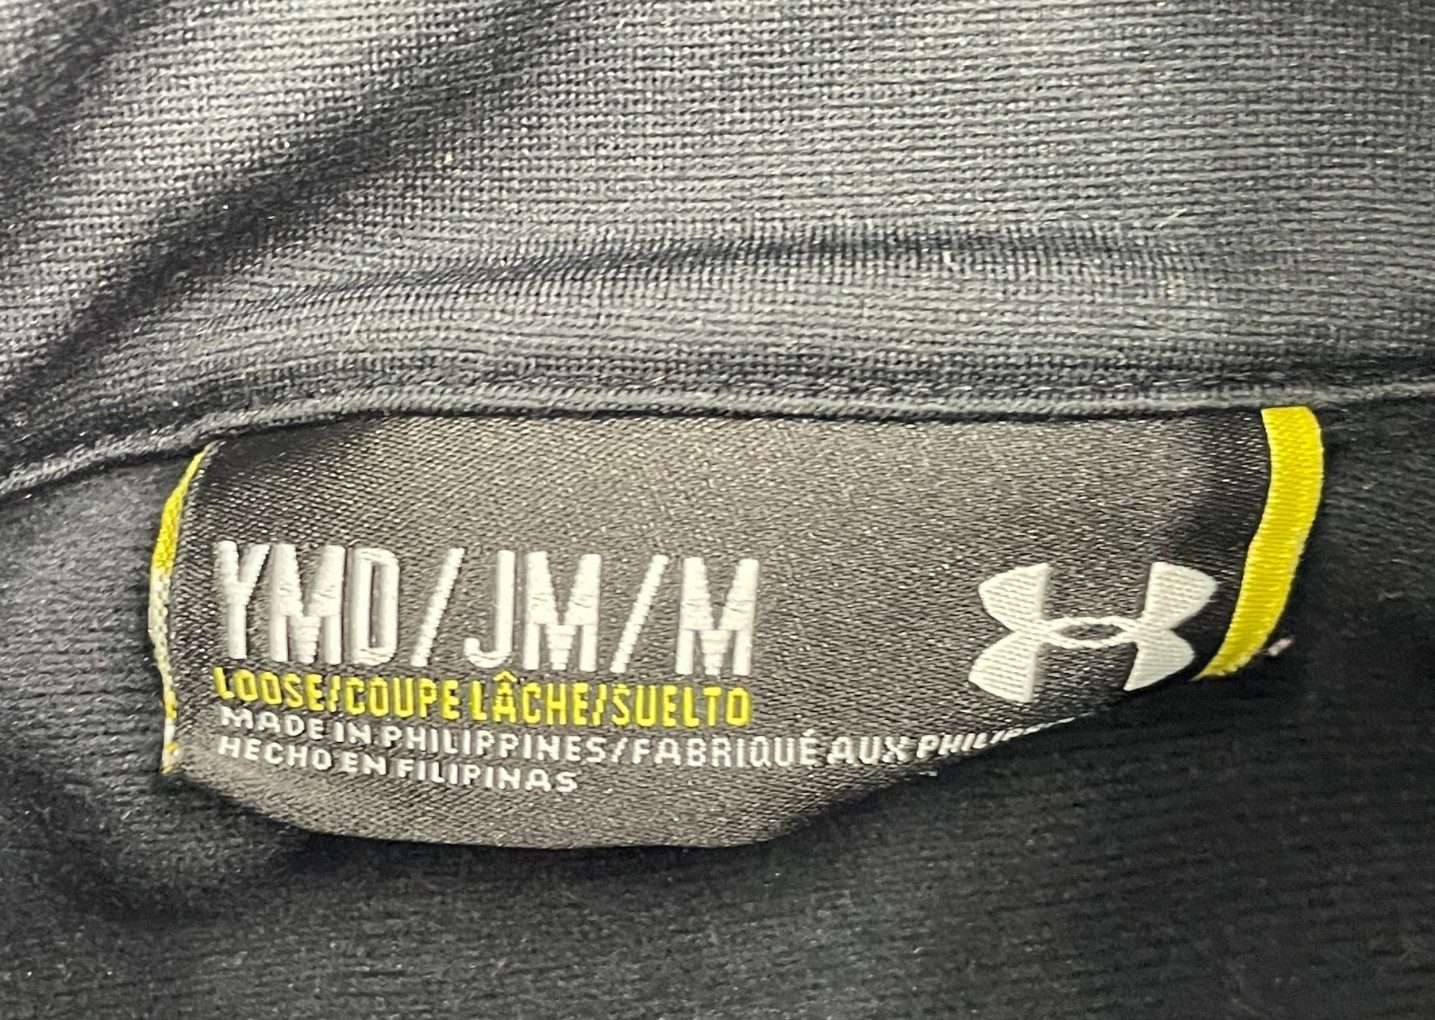 YMD/JM/M
LOOSE/COUPE LÂCHE/SUELTO
MADE IN PHILIPPINES/FABRIQUÉ AUX
HECHO EN FILIPINAS